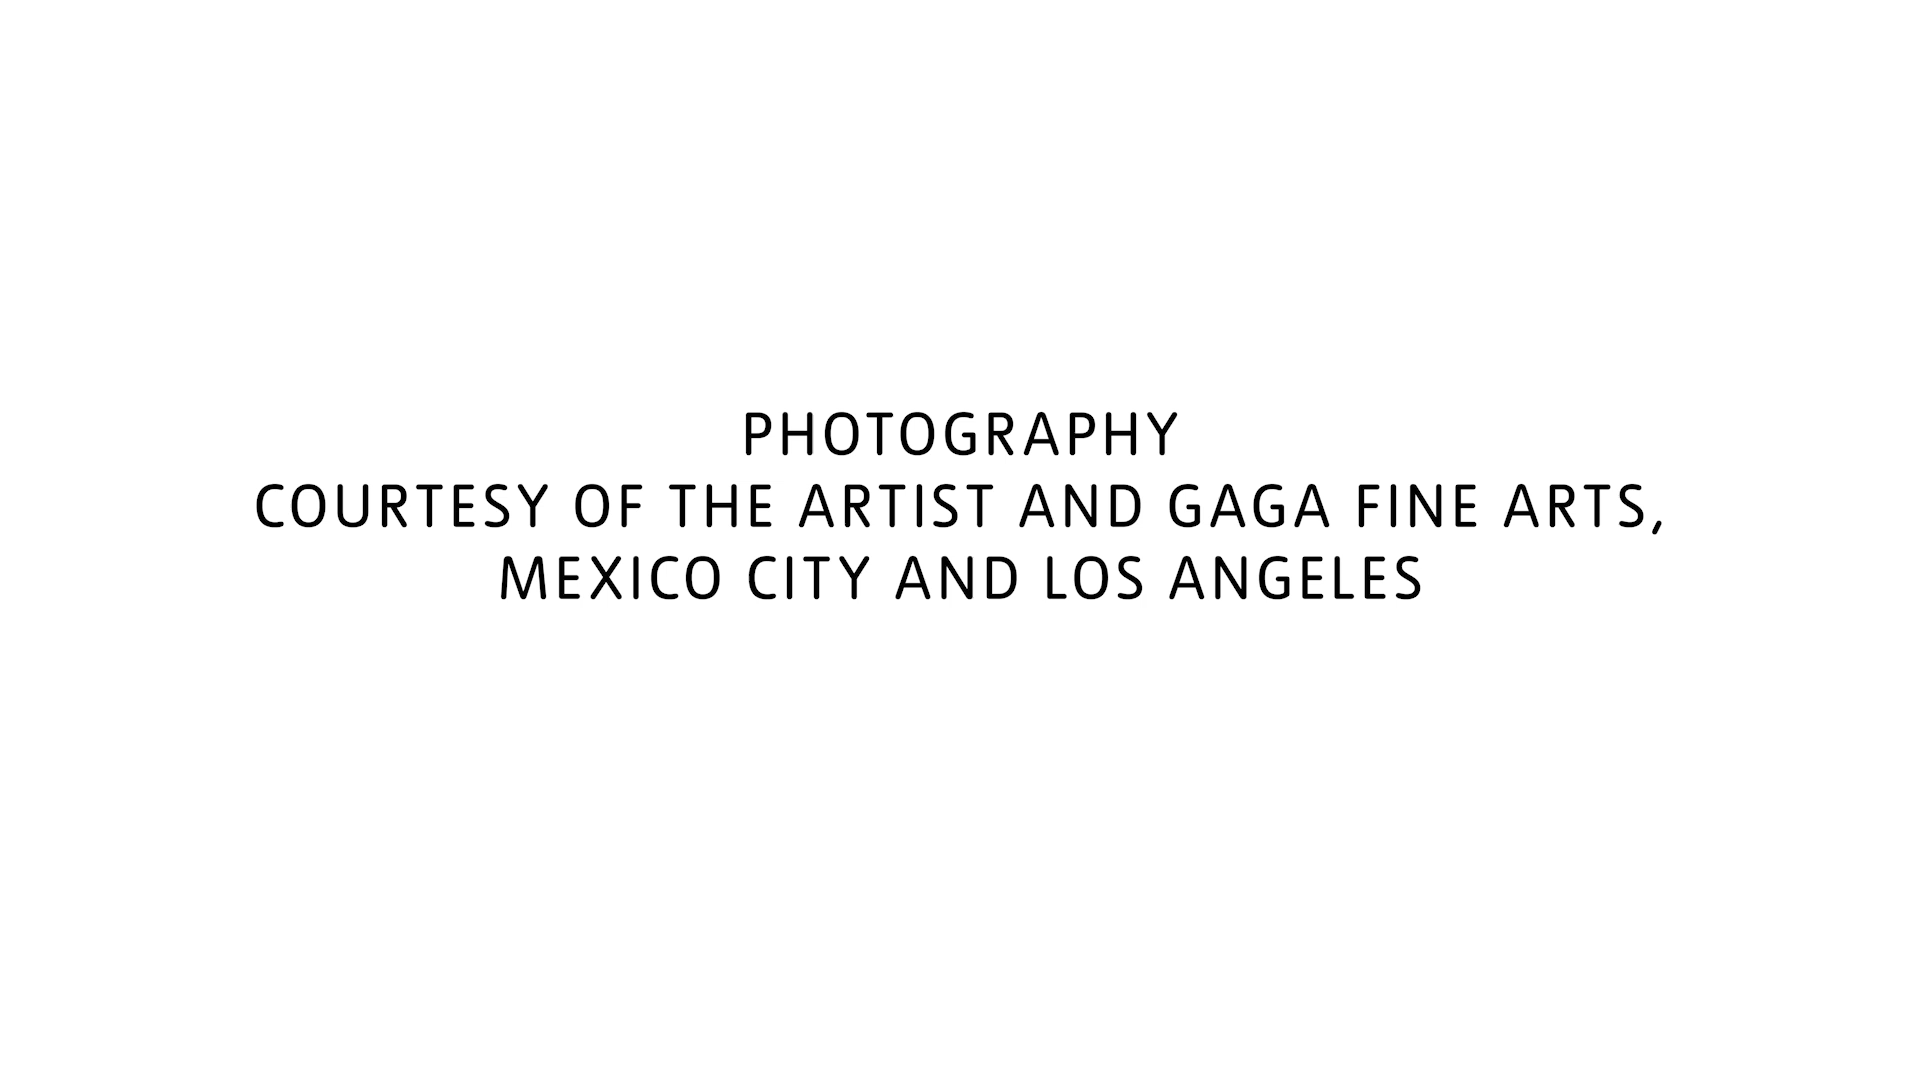 PHOTOGRAPHY
COURTESY OF THE ARTIST AND GAGA FINE ARTS,
MEXICO CITY AND LOS ANGELES